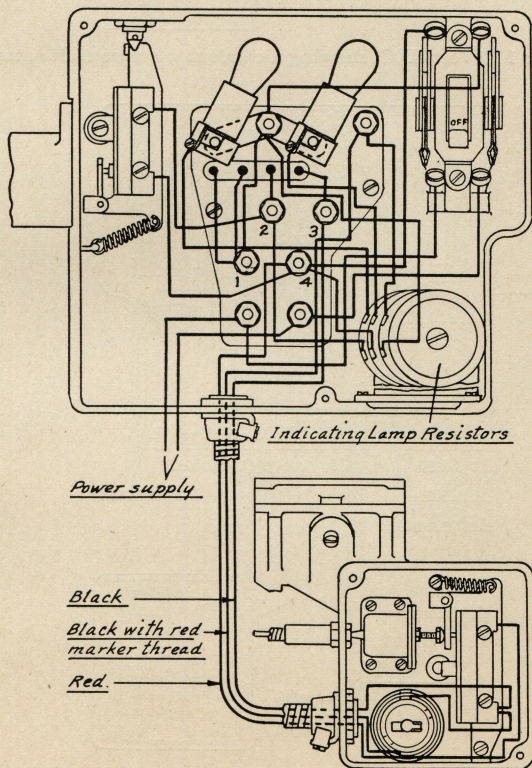 OFF
2
3
1
4
Indicating Lamp Resistors
Power supply
Black
Black with red
marker thread
Red.